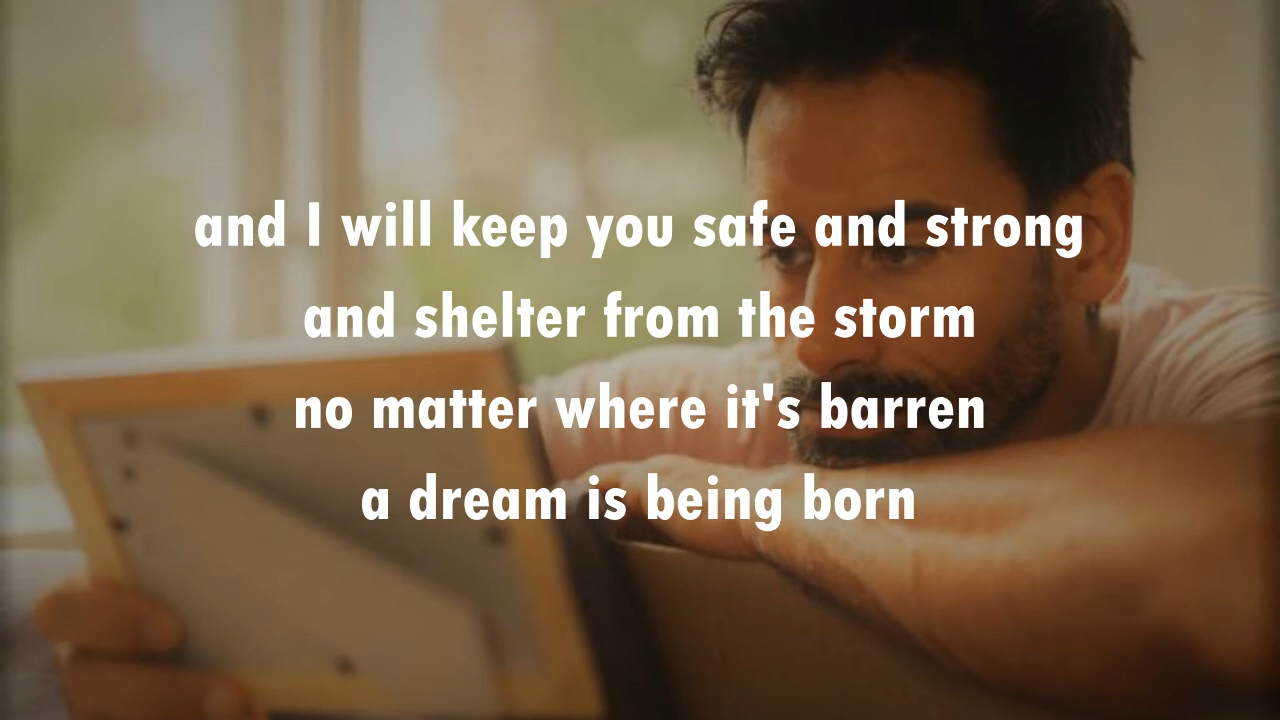 and I will keep you safe and strong
and shelter from the storm
no matter where it's barren
a dream is being born